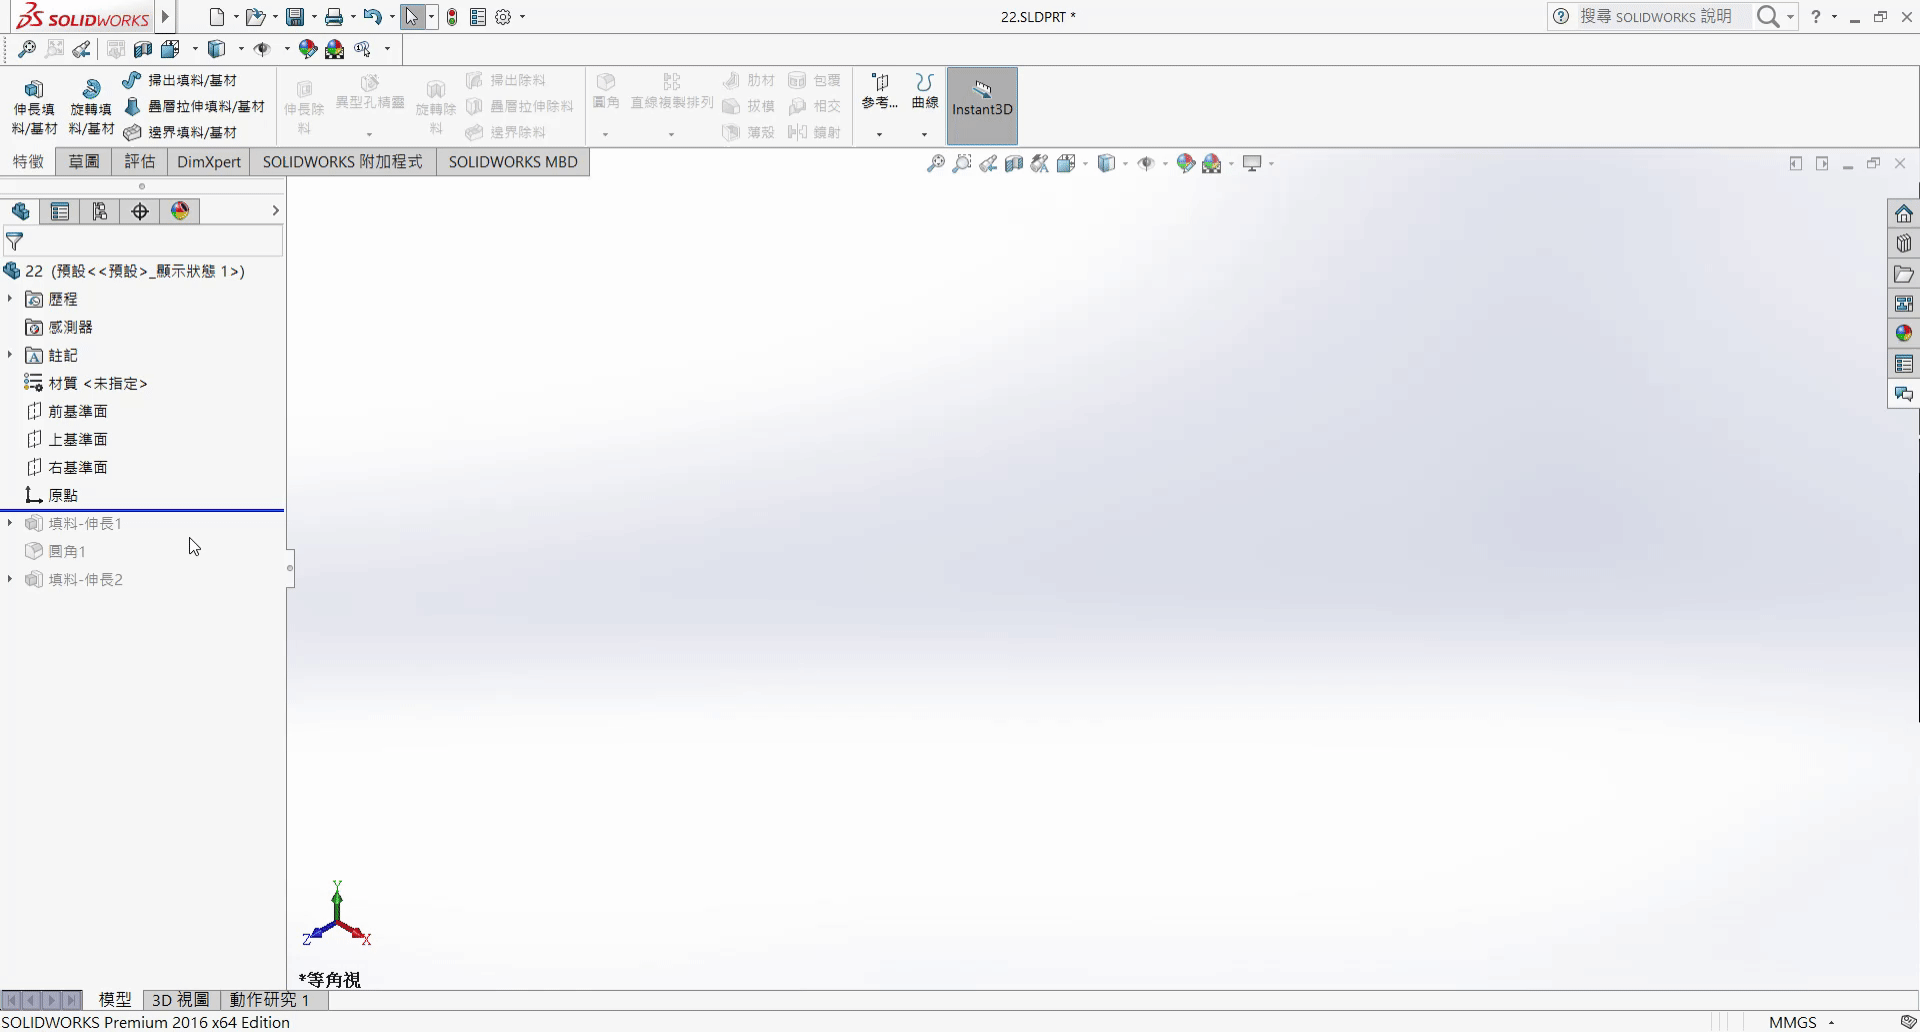 SOLIDWORKS
22.SLDPRT *
搜尋 SOLIDWORKS 說明
?
伸長填料/基材
旋轉填料/基材
掃出填料/基材
疊層拉伸填料/基材
邊界填料/基材
伸長除料
異型孔精靈
旋轉除料
掃出除料
疊層拉伸除料
邊界除料
圓角
直線複製排列
肋材
拔模
薄殼
包覆
相交
鏡射
參考...
曲線
Instant3D
特徵
草圖
評估
DimXpert
SOLIDWORKS 附加程式
SOLIDWORKS MBD
22 (預設<<預設>_顯示狀態 1>)
歷程
感測器
註記
材質 <未指定>
前基準面
上基準面
右基準面
原點
填料-伸長1
圓角1
填料-伸長2
Y
Z
X
*等角視
模型
3D 視圖
動作研究 1
SOLIDWORKS Premium 2016 x64 Edition
MMGS